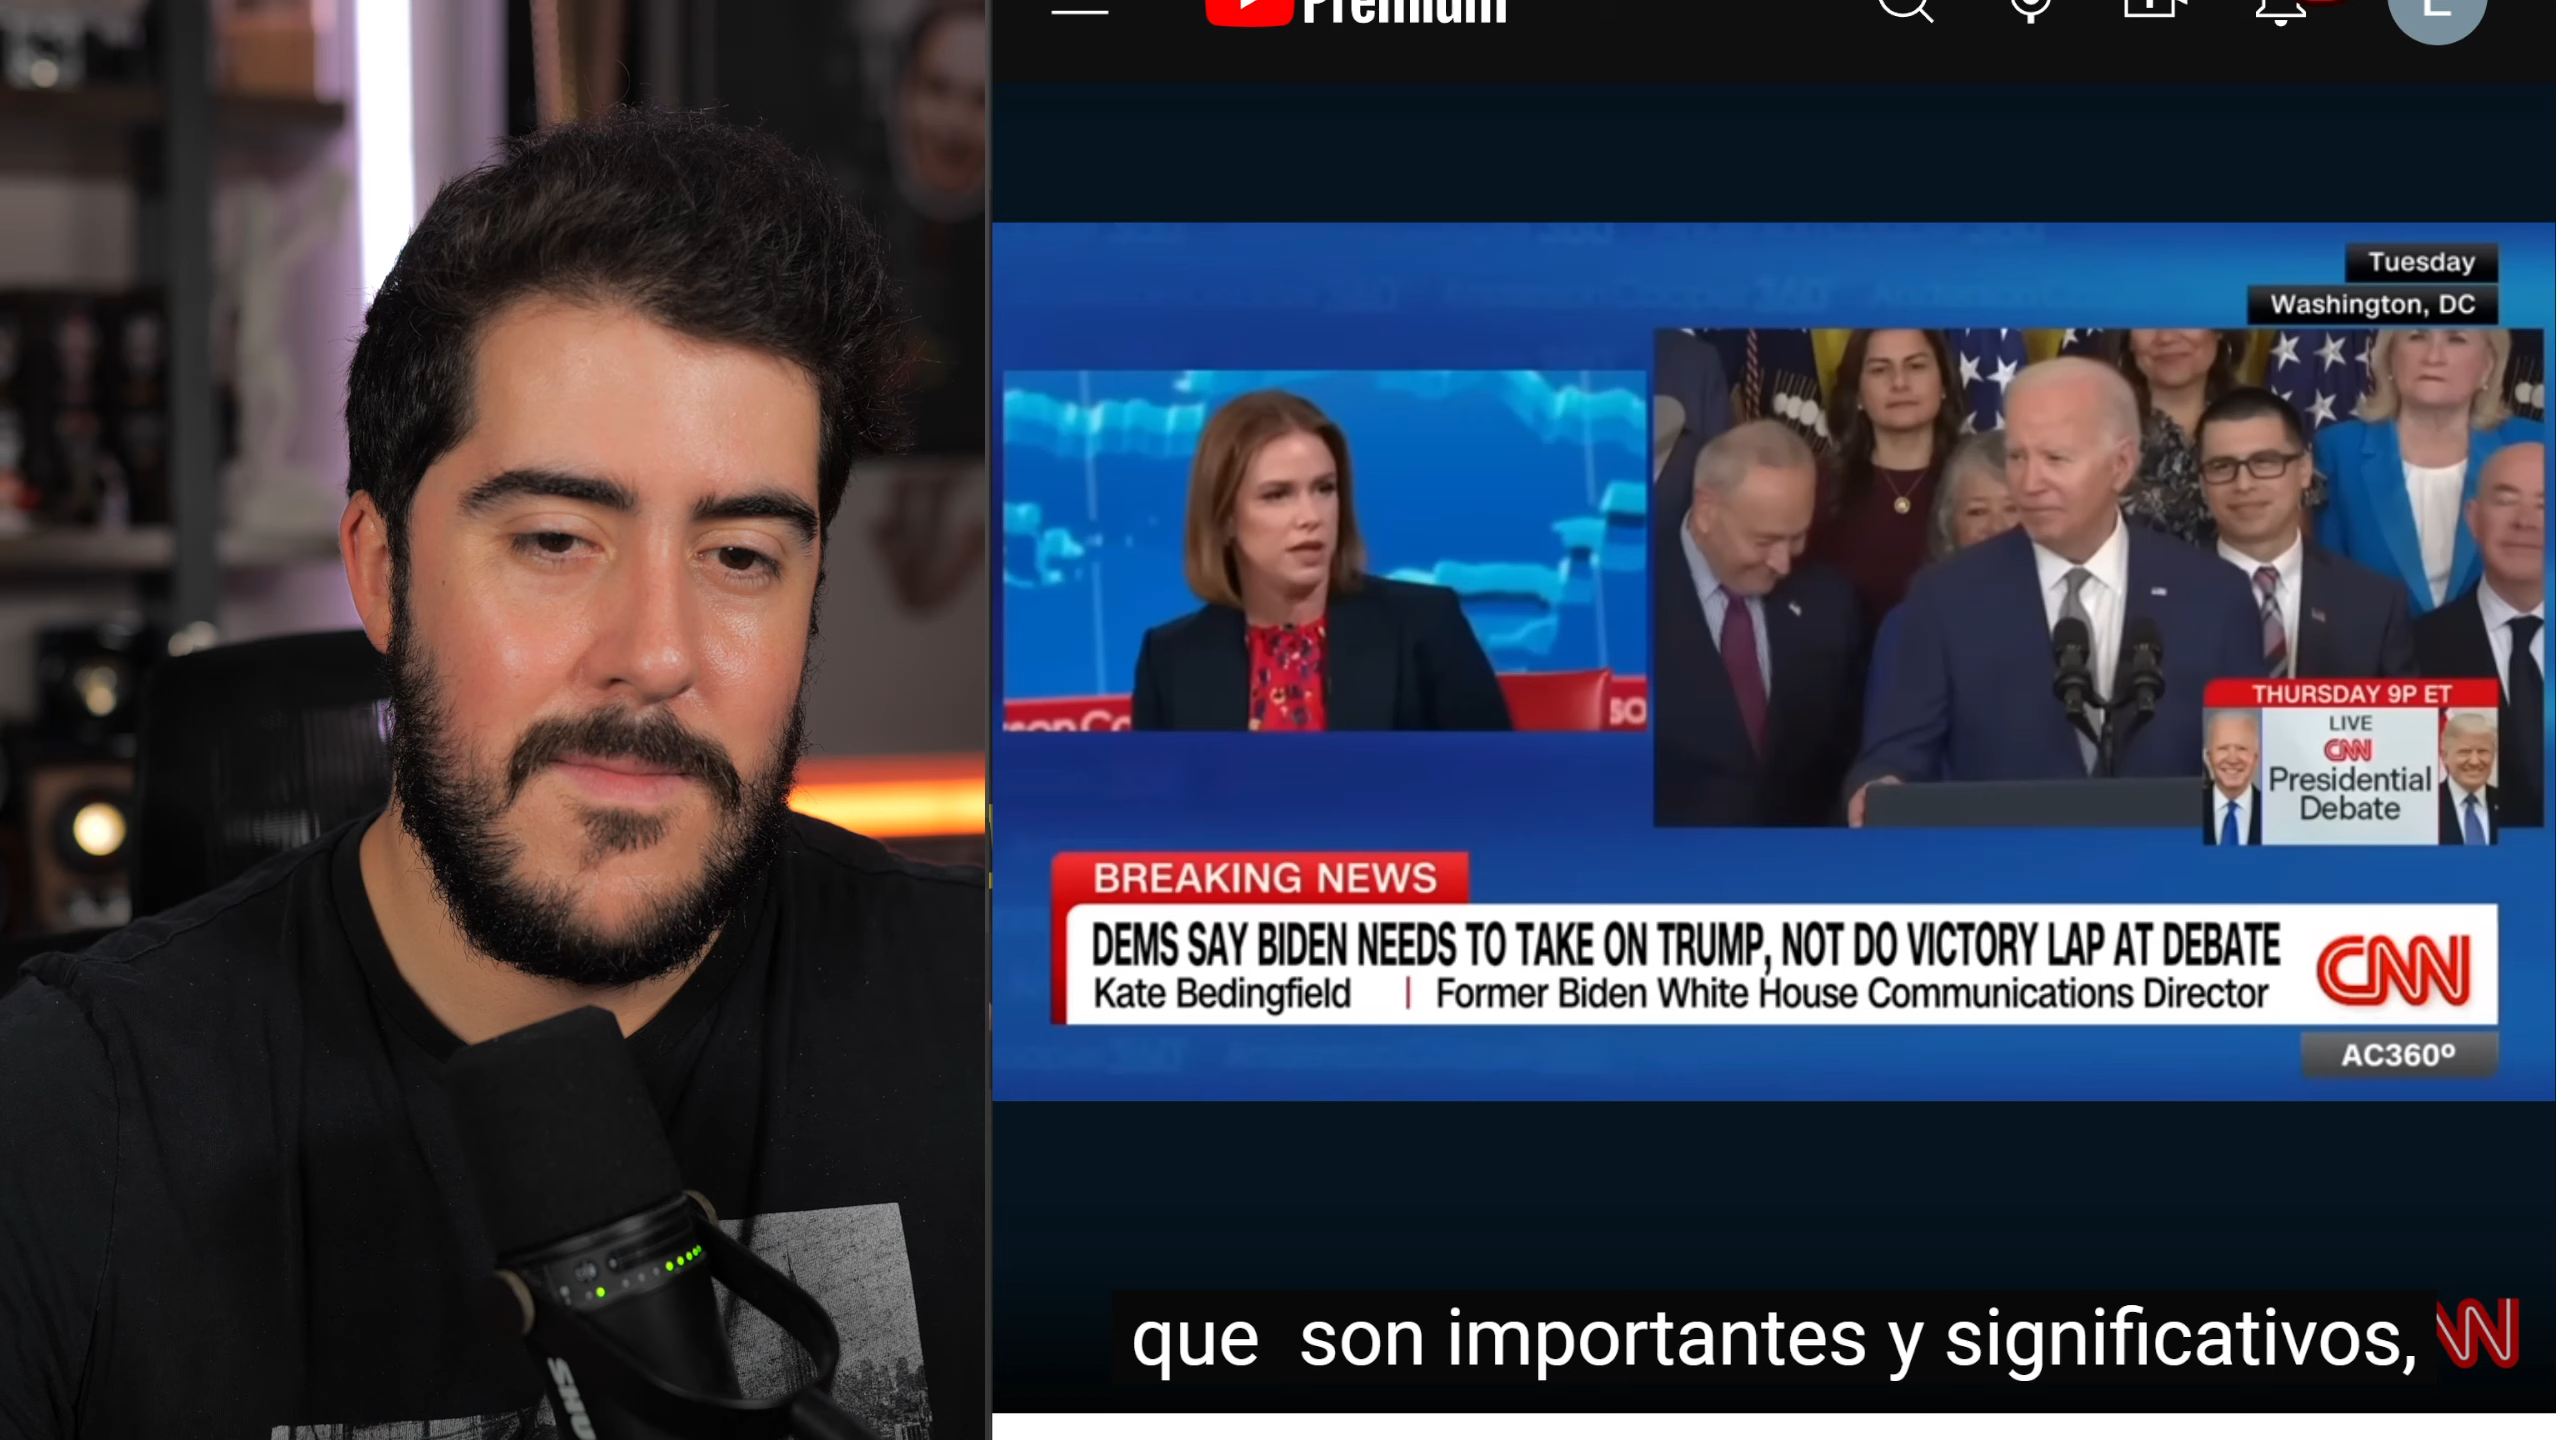 Premium
E
Tuesday
Washington, DC
THURSDAY 9P ET
LIVE
CNN
Presidential
Debate
BREAKING NEWS
DEMS SAY BIDEN NEEDS TO TAKE ON TRUMP, NOT DO VICTORY LAP AT DEBATE
Kate Bedingfield | Former Biden White House Communications Director
CNN
AC360º
que son importantes y significativos,
SHU